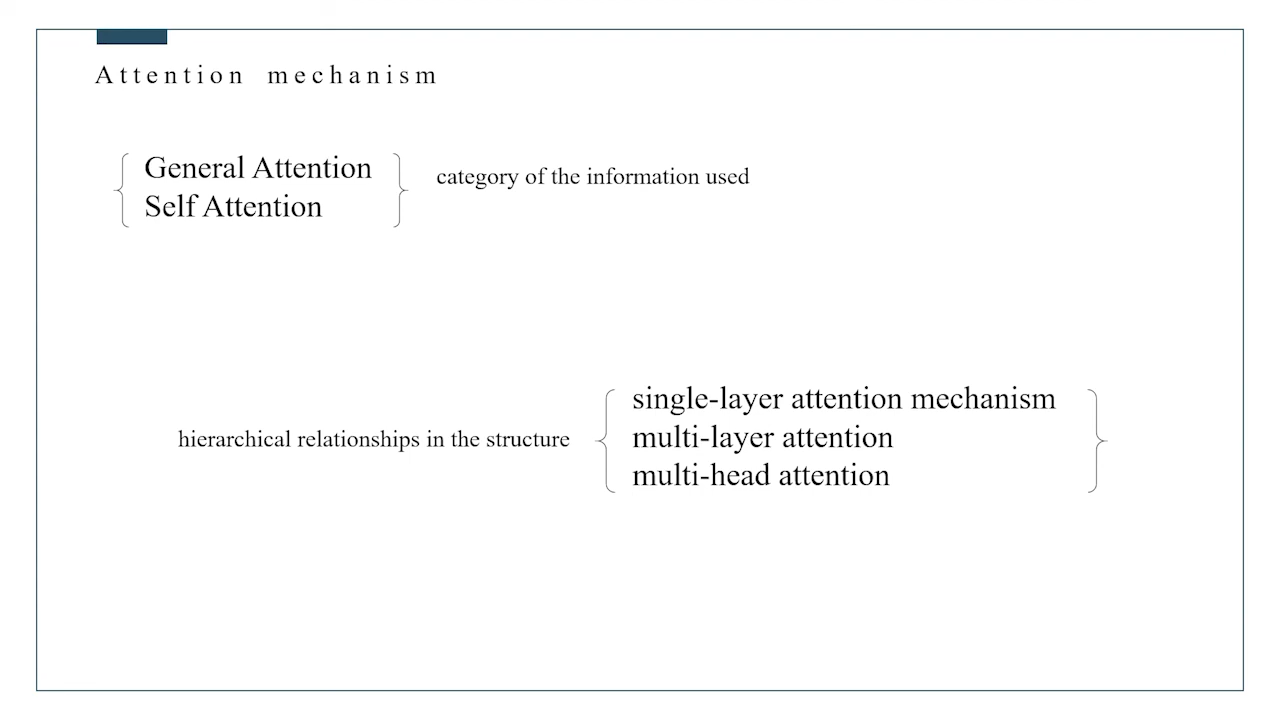 Attention mechanism
General Attention
Self Attention
category of the information used
hierarchical relationships in the structure
single-layer attention mechanism
multi-layer attention
multi-head attention